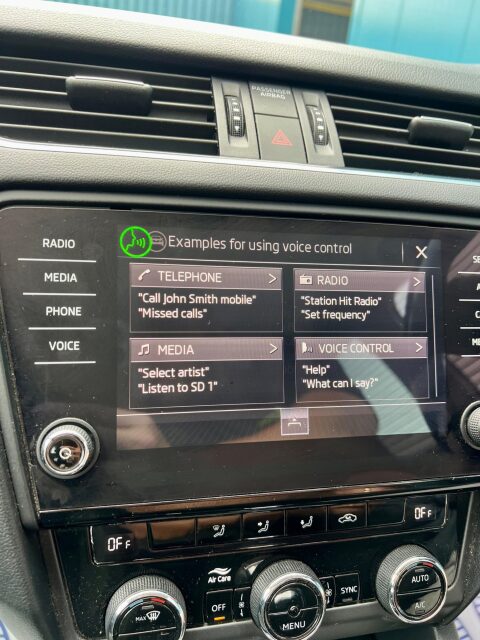 PASSENGER
AIRBAG
RADIO
MEDIA
PHONE
VOICE
Examples for using voice control
X
TELEPHONE >
"Call John Smith mobile"
"Missed calls"
RADIO >
"Station Hit Radio"
"Set frequency"
MEDIA >
"Select artist"
"Listen to SD 1"
VOICE CONTROL >
"Help"
"What can I say?"
OFF
OFF
Air Care
MAX
OFF
MENU
SYNC
AUTO
A/C